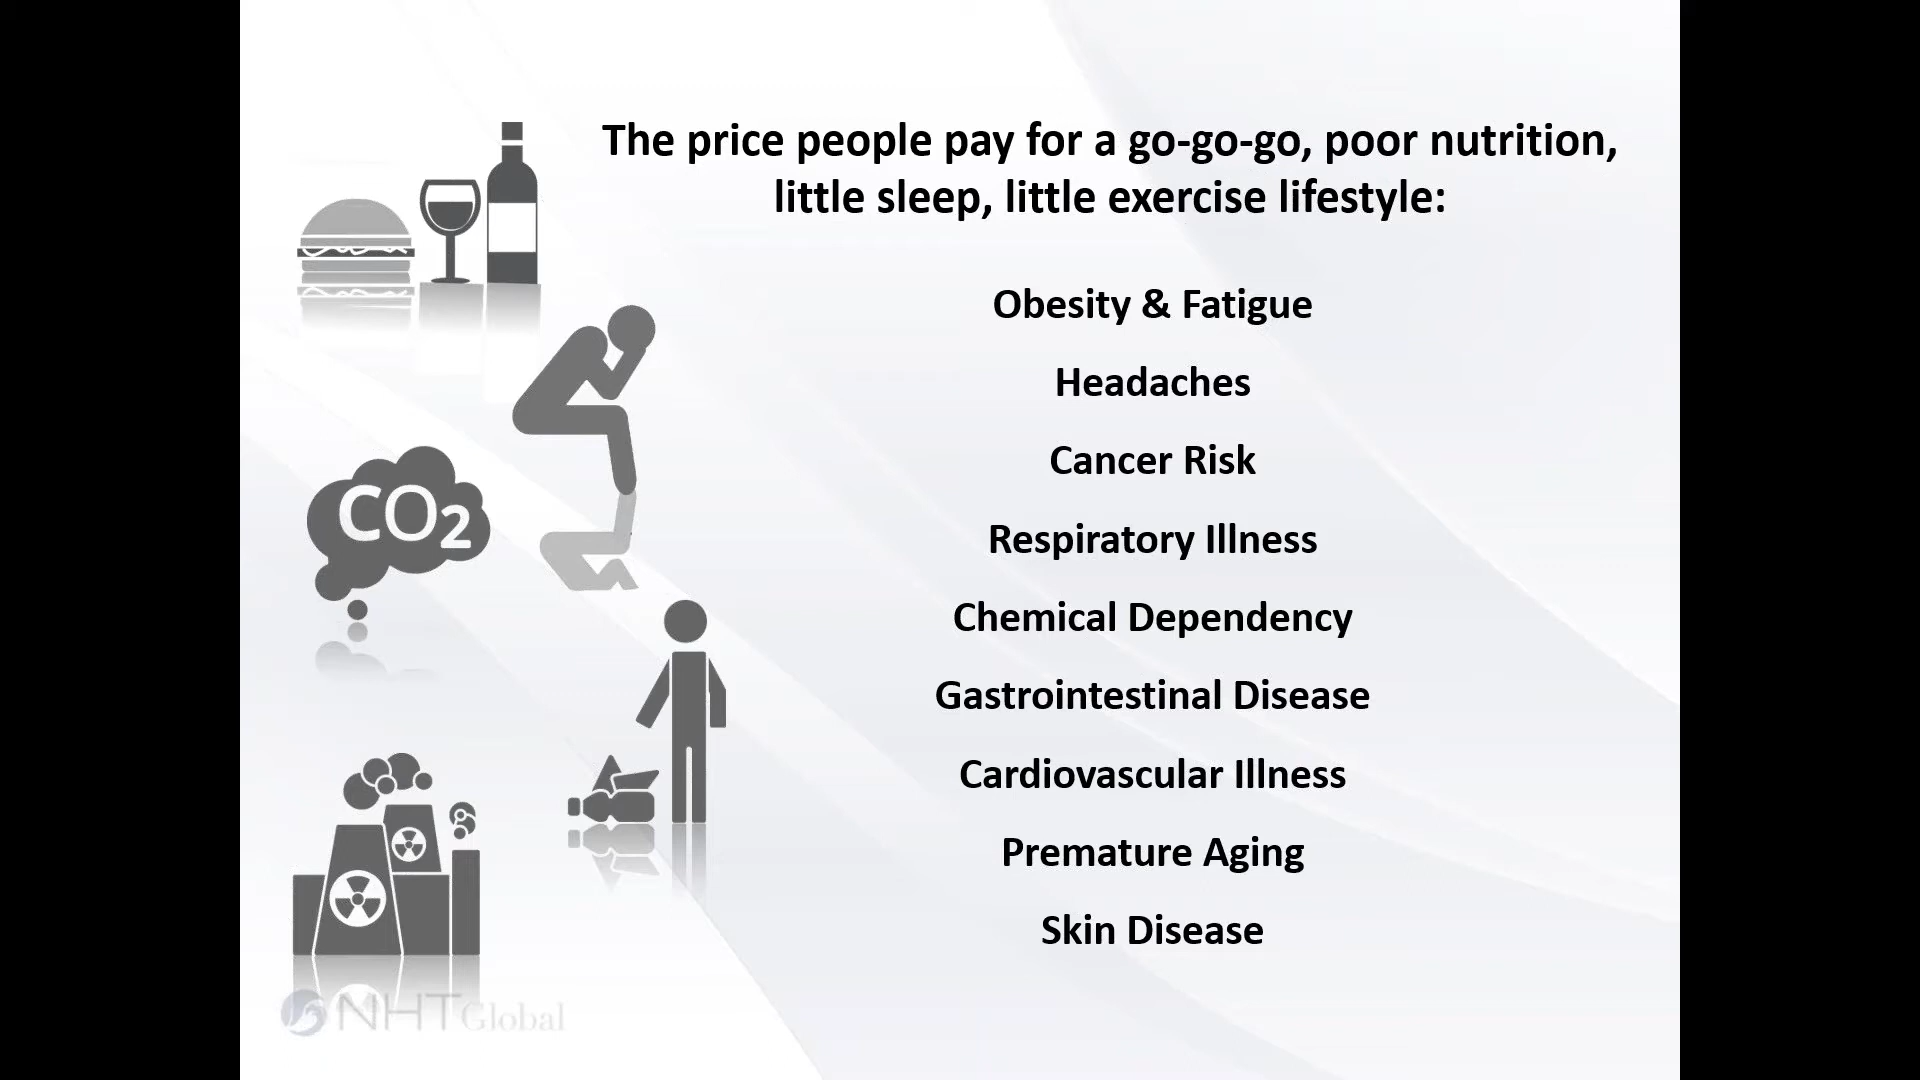 The price people pay for a go-go-go, poor nutrition,
little sleep, little exercise lifestyle:
Obesity & Fatigue
Headaches
Cancer Risk
Respiratory Illness
Chemical Dependency
Gastrointestinal Disease
Cardiovascular Illness
Premature Aging
Skin Disease
CO2
NHT Global